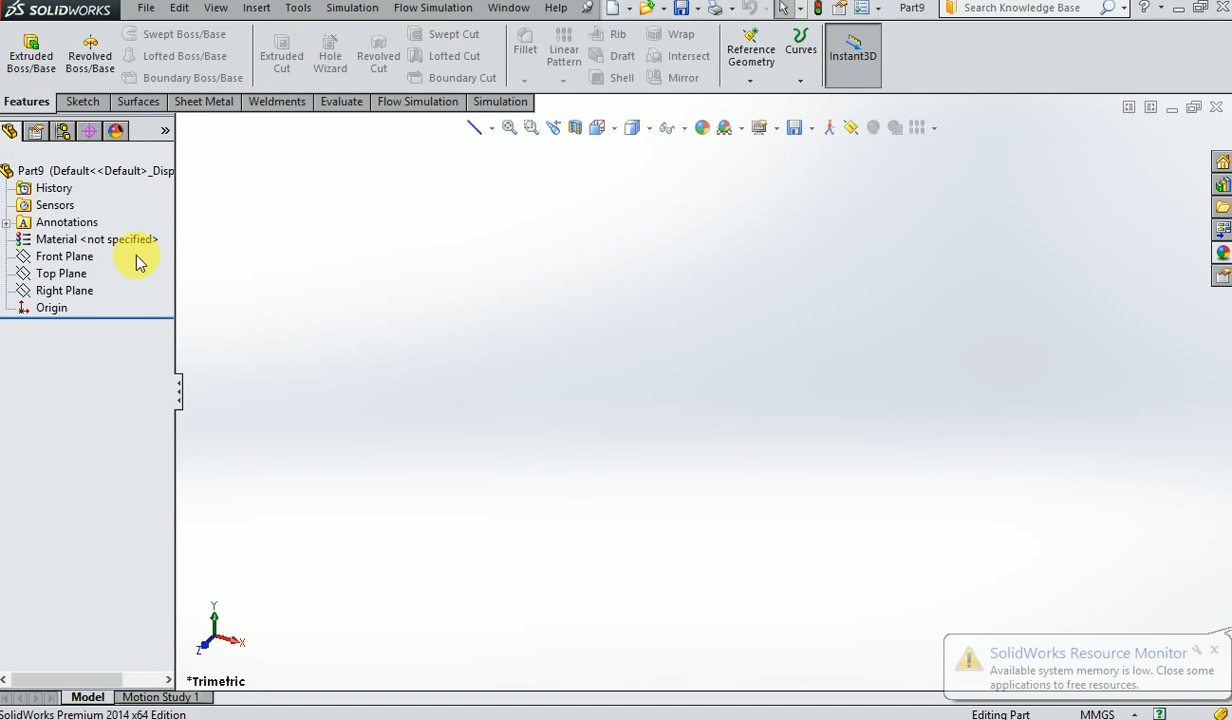 SOLIDWORKS File Edit View Insert Tools Simulation Flow Simulation Window Help Part9 Search Knowledge Base
Extruded Boss/Base
Revolved Boss/Base
Swept Boss/Base
Lofted Boss/Base
Boundary Boss/Base
Extruded Cut
Hole Wizard
Revolved Cut
Swept Cut
Lofted Cut
Boundary Cut
Fillet
Linear Pattern
Rib
Draft
Shell
Wrap
Intersect
Mirror
Reference Geometry
Curves
Instant3D
Features Sketch Surfaces Sheet Metal Weldments Evaluate Flow Simulation Simulation
Part9 (Default<<Default>_Disp
History
Sensors
A Annotations
Material <not specified>
Front Plane
Top Plane
Right Plane
Origin
Y
X
Z
*Trimetric
SolidWorks Resource Monitor
Available system memory is low. Close some
applications to free resources.
Model Motion Study 1
SolidWorks Premium 2014 x64 Edition Editing Part MMGS